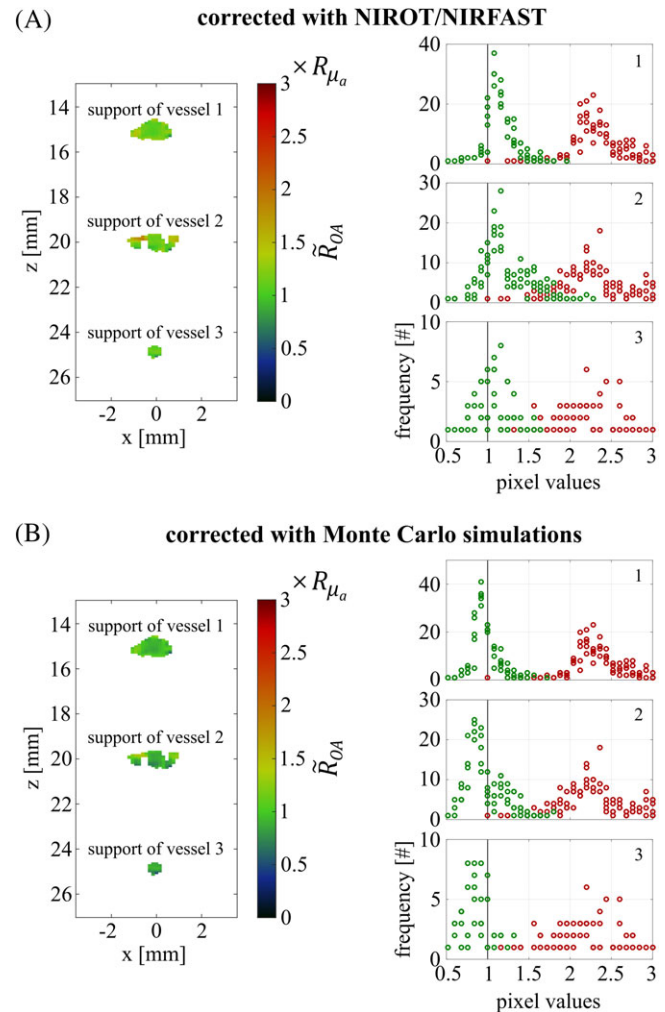 (A)
corrected with NIROT/NIRFAST
× R_{μ_a}
3
2.5
2
1.5
1
0.5
0
R̃_{OA}
14
16
18
20
22
24
26
z [mm]
support of vessel 1
support of vessel 2
support of vessel 3
-2 0 2
x [mm]
40
20
0
1
30
20
10
0
2
10
5
0
3
frequency [#]
0.5 1 1.5 2 2.5 3
pixel values
(B)
corrected with Monte Carlo simulations
× R_{μ_a}
3
2.5
2
1.5
1
0.5
0
R̃_{OA}
14
16
18
20
22
24
26
z [mm]
support of vessel 1
support of vessel 2
support of vessel 3
-2 0 2
x [mm]
40
20
0
1
30
20
10
0
2
10
5
0
3
frequency [#]
0.5 1 1.5 2 2.5 3
pixel values